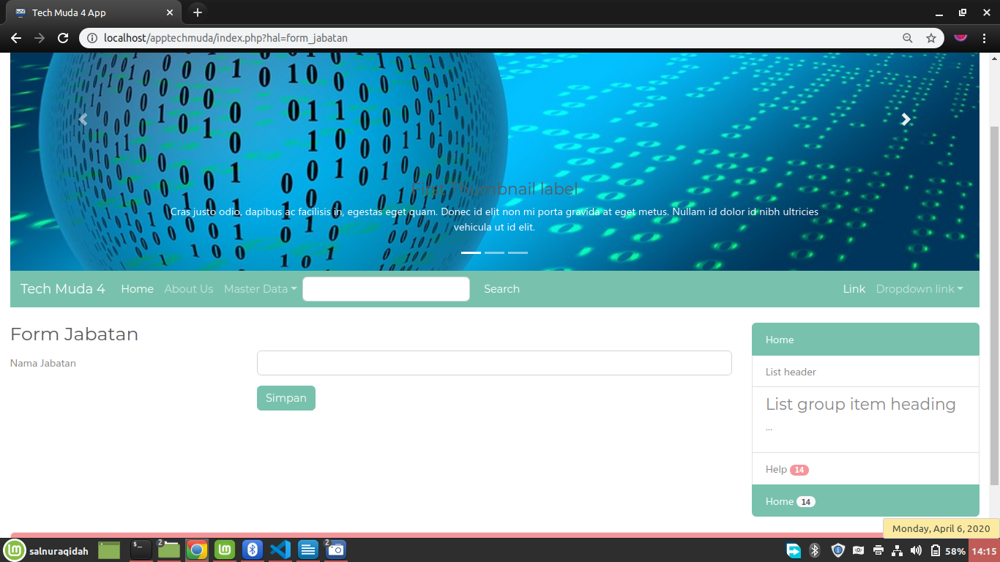 Tech Muda 4 App
localhost/apptechmuda/index.php?hal=form_jabatan
First Thumbnail label
Cras justo odio, dapibus ac facilisis in, egestas eget quam. Donec id elit non mi porta gravida at eget metus. Nullam id dolor id nibh ultricies
vehicula ut id elit.
Tech Muda 4 Home About Us Master Data Search Link Dropdown link
Form Jabatan
Nama Jabatan
Simpan
Home
List header
List group item heading
...
Help 14
Home 14
Monday, April 6, 2020
salnuraqidah 2 2 58% 14:15